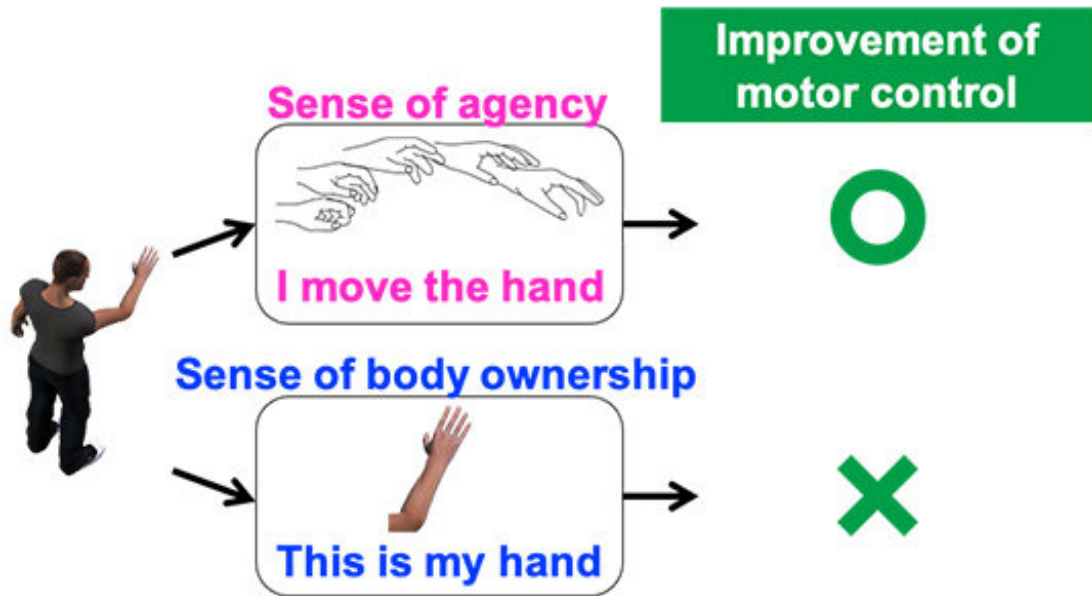 Improvement of
motor control
Sense of agency
I move the hand
Sense of body ownership
This is my hand